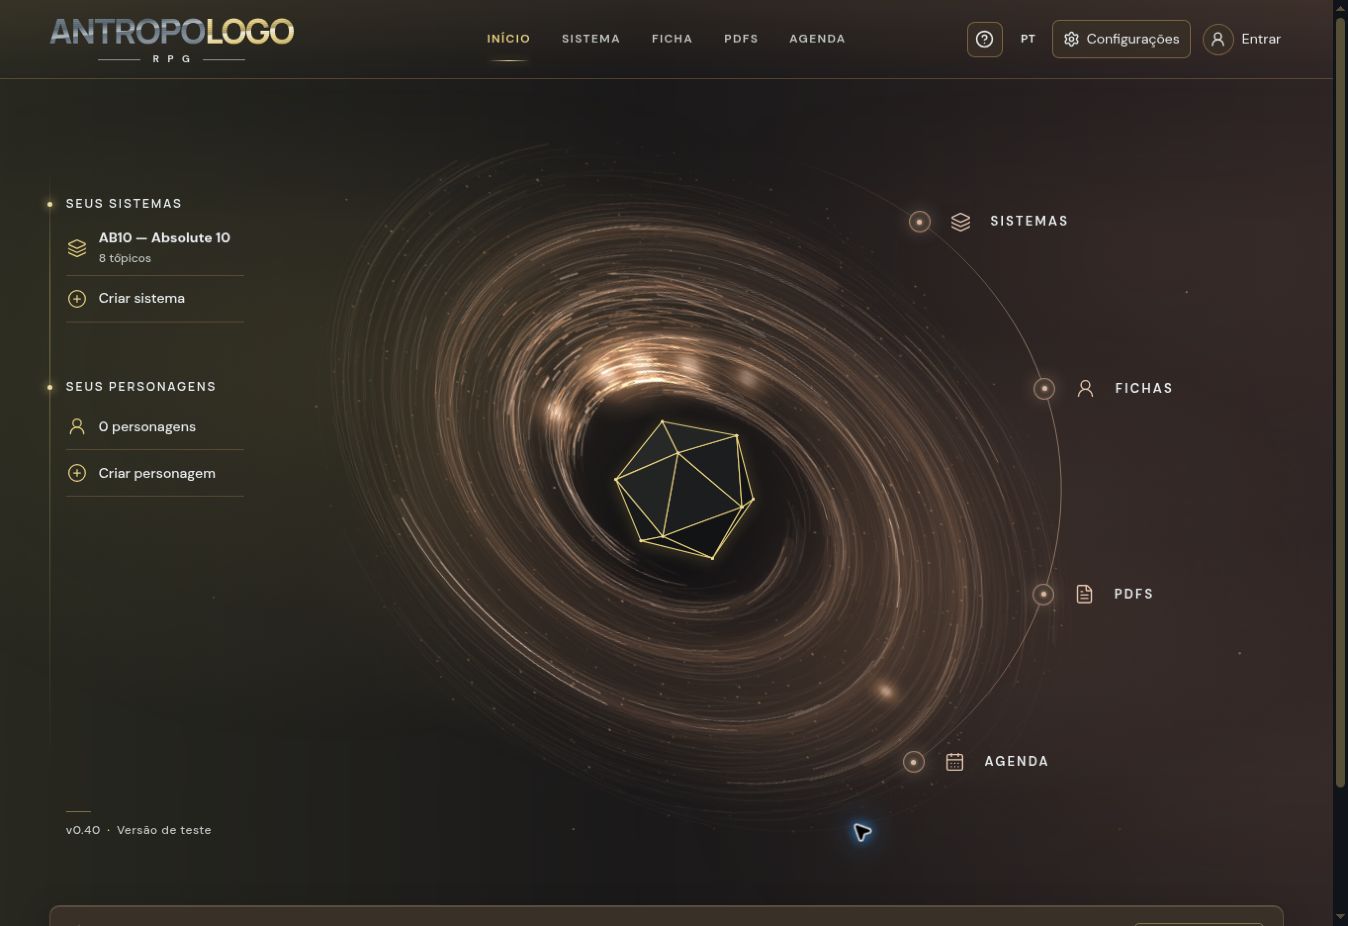 ANTROPOLOGO
RPG
INÍCIO
SISTEMA
FICHA
PDFS
AGENDA
PT
Configurações
Entrar
SEUS SISTEMAS
AB10 — Absolute 10
8 tópicos
Criar sistema
SEUS PERSONAGENS
0 personagens
Criar personagem
SISTEMAS
FICHAS
PDFS
AGENDA
v0.40 · Versão de teste